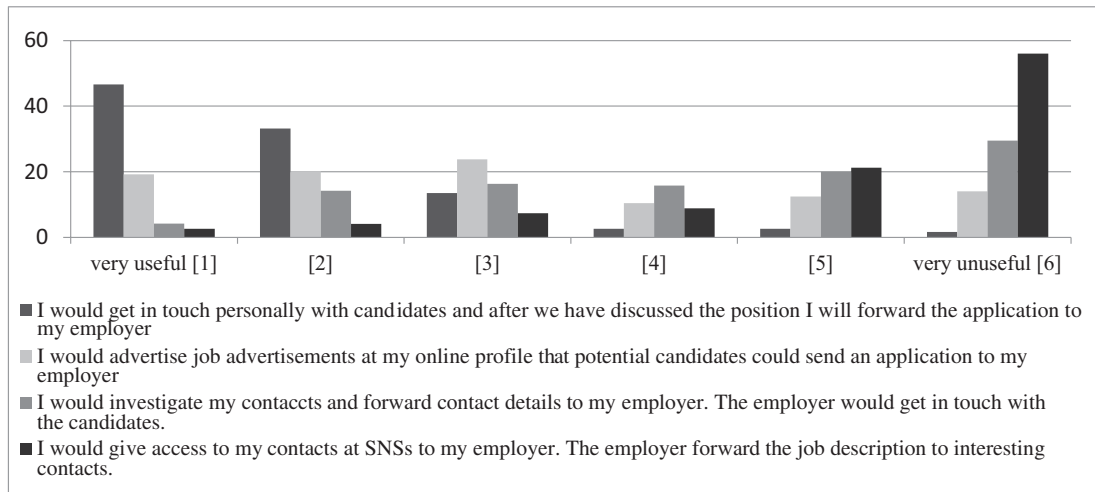 60
40
20
0
very useful [1] [2] [3] [4] [5] very unuseful [6]
I would get in touch personally with candidates and after we have discussed the position I will forward the application to
my employer
I would advertise job advertisements at my online profile that potential candidates could send an application to my
employer
I would investigate my contaccts and forward contact details to my employer. The employer would get in touch with
the candidates.
I would give access to my contacts at SNSs to my employer. The employer forward the job description to interesting
contacts.